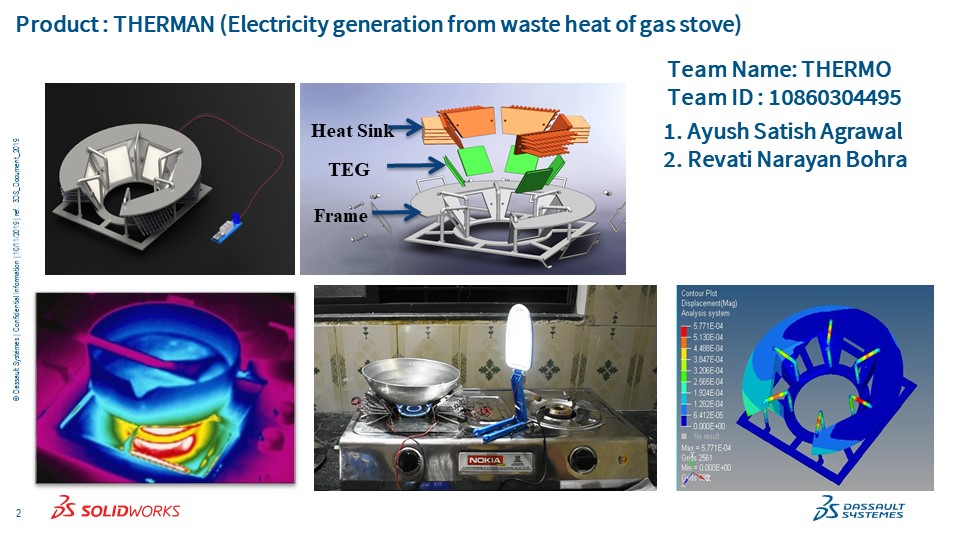 Product : THERMAN (Electricity generation from waste heat of gas stove)
Team Name: THERMO
Team ID : 10860304495
1. Ayush Satish Agrawal
2. Revati Narayan Bohra
Heat Sink
TEG
Frame
© Dassault Systèmes | Confidential Information | 10/11/2019 | ref.: 3DS_Document_2019
NOKIA
Contour Plot
Displacement(Mag)
Analysis system
5.771E-04
5.130E-04
4.488E-04
3.847E-04
3.206E-04
2.565E-04
1.924E-04
1.282E-04
6.412E-05
0.000E+00
No result
Max = 5.771E-04
Grids 2561
Min = 0.000E+00
Grids
2
SOLIDWORKS
DASSAULT
SYSTEMES